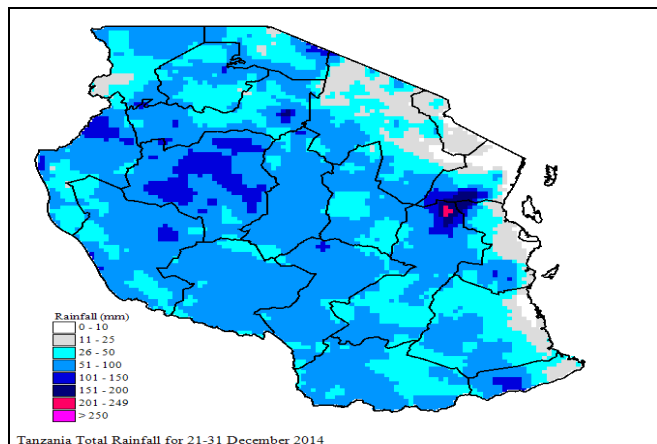 Rainfall (mm)
0 - 10
11 - 25
26 - 50
51 - 100
101 - 150
151 - 200
201 - 249
> 250
Tanzania Total Rainfall for 21-31 December 2014